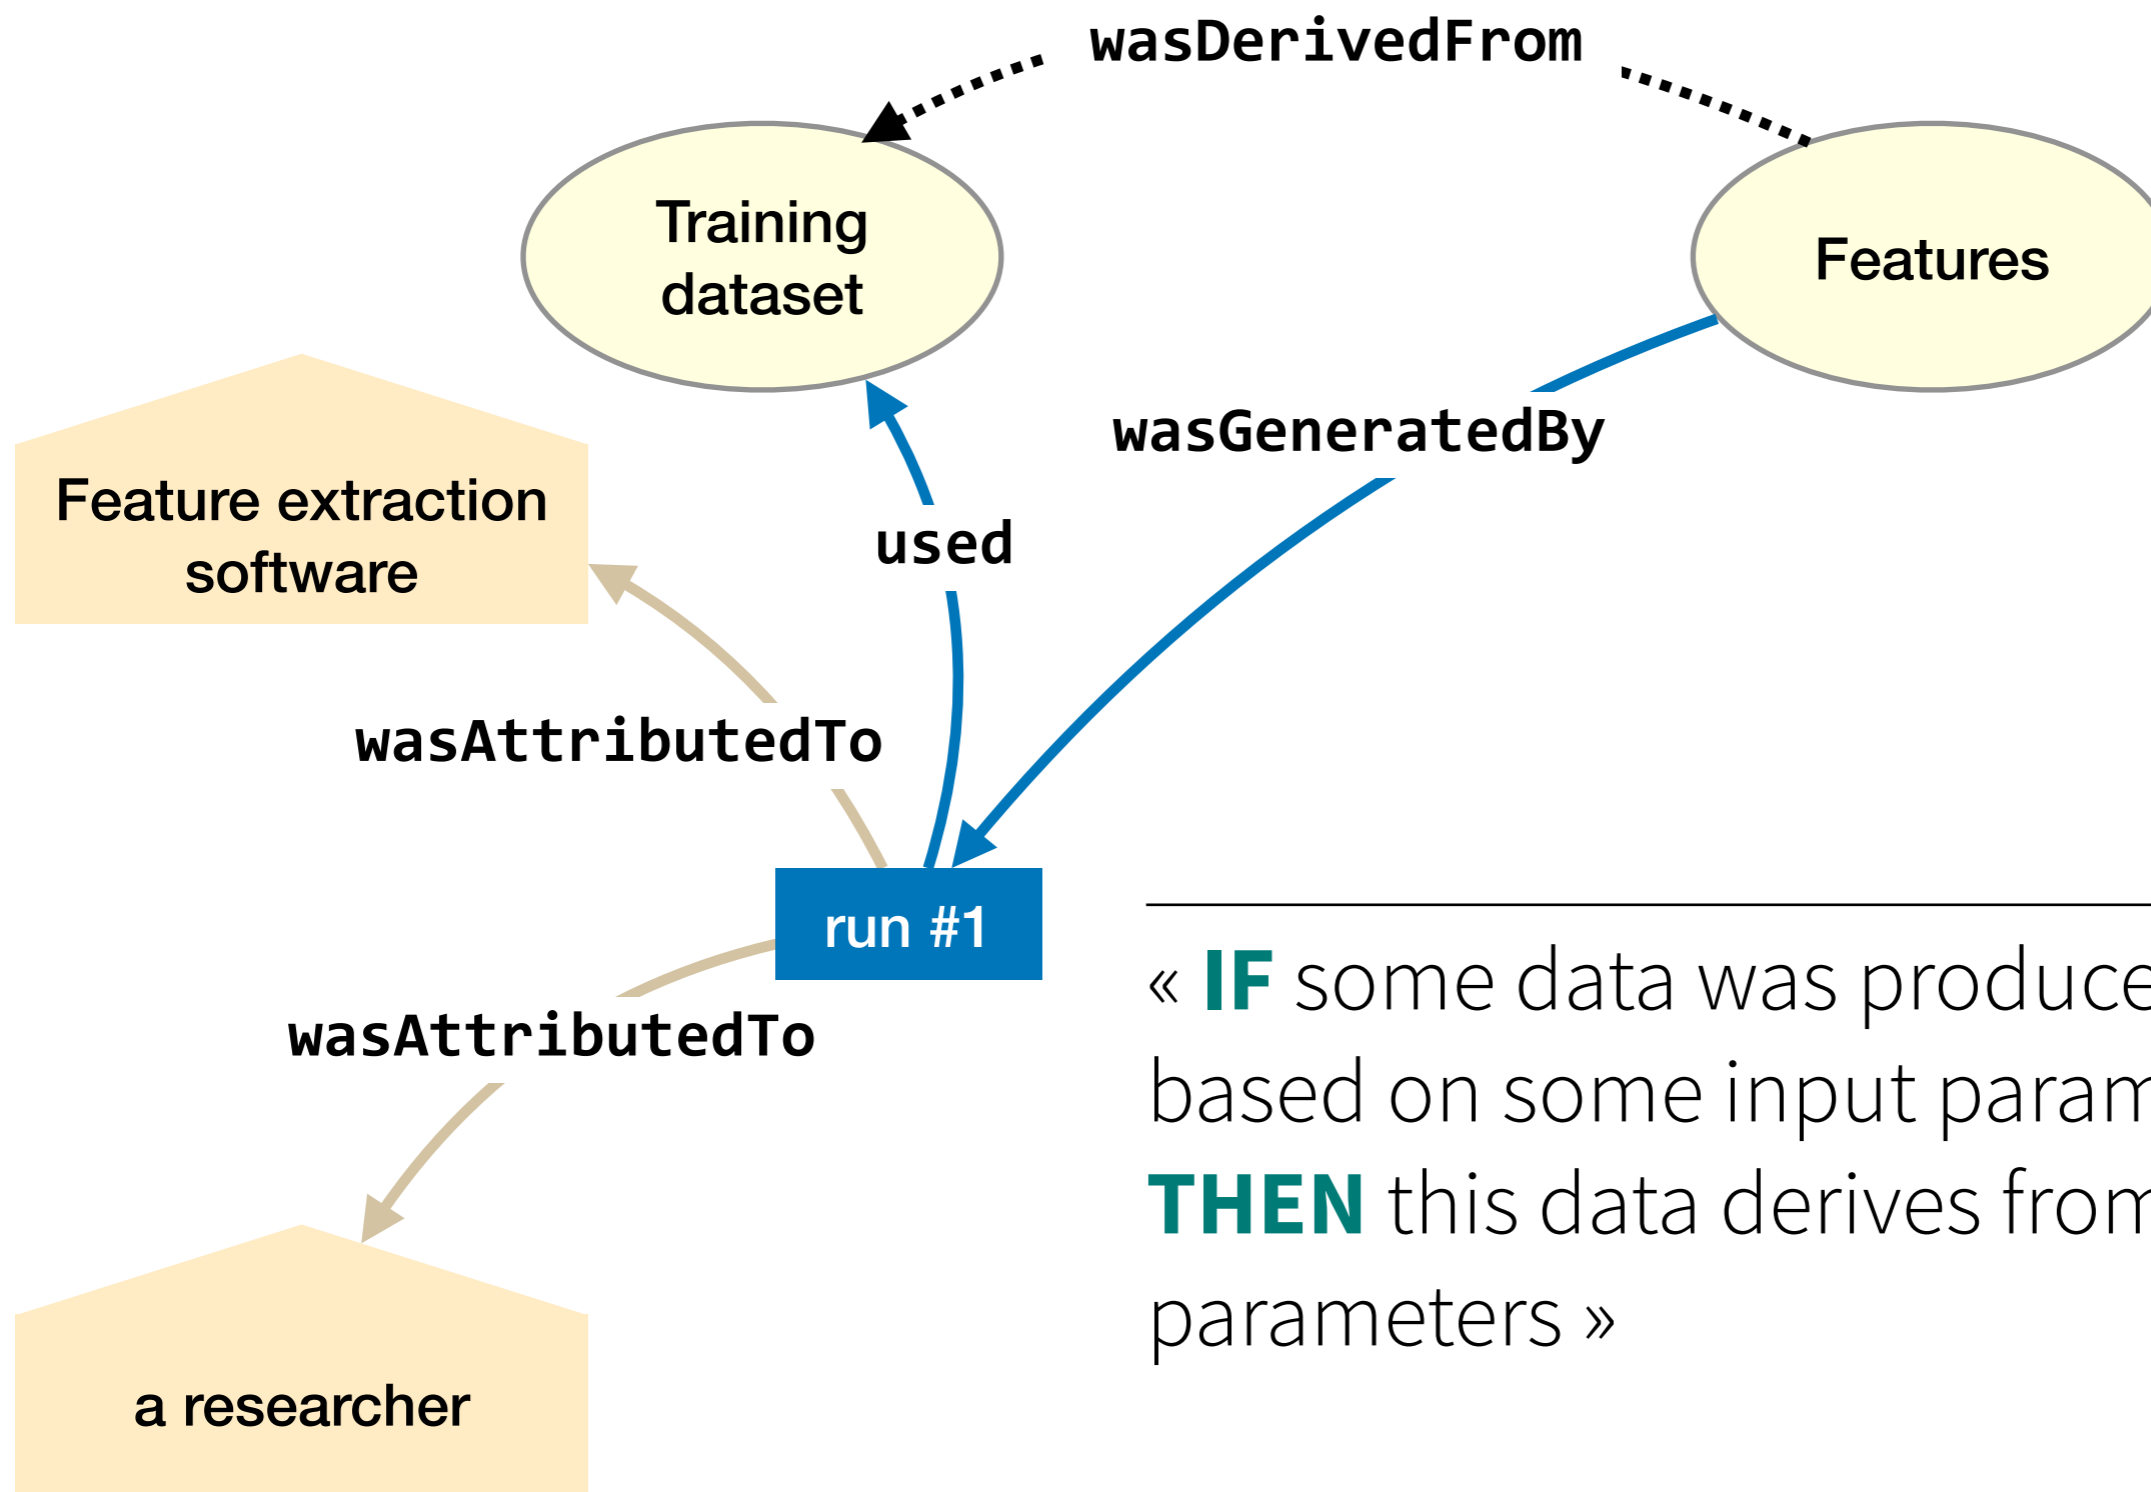 wasDerivedFrom
Training
dataset
Features
wasGeneratedBy
Feature extraction
software
used
wasAttributedTo
run #1
wasAttributedTo
a researcher
« IF some data was produce
based on some input param
THEN this data derives from
parameters »